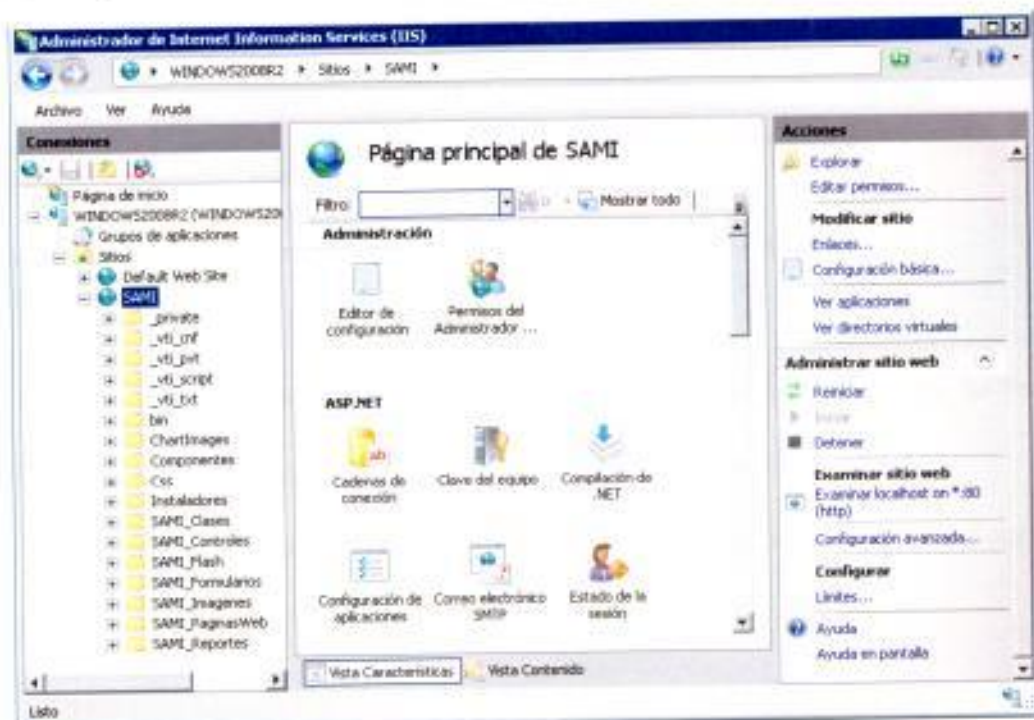 Administrador de Internet Information Services (IIS)
WINDOWS2008R2 Sitios SAMI
Archivo Ver Ayuda
Conexiones
Página de inicio
WINDOWS2008R2 (WINDOWS200
Grupos de aplicaciones
Sitios
Default Web Site
SAMI
_private
_vti_cnf
_vti_pvt
_vti_script
_vti_txt
bin
ChartImages
Componentes
Css
Instaladores
SAMI_Clases
SAMI_Controles
SAMI_Flash
SAMI_Formularios
SAMI_Imagenes
SAMI_PaginasWeb
SAMI_Reportes
Página principal de SAMI
Filtro: Mostrar todo
Administración
Editor de configuración
Permisos del Administrador ...
ASP.NET
Cadenas de conexión
Clave del equipo
Compilación de .NET
Configuración de aplicaciones
Correo electrónico SMTP
Estado de la sesión
Vista Características Vista Contenido
Acciones
Explorar
Editar permisos...
Modificar sitio
Enlaces...
Configuración básica...
Ver aplicaciones
Ver directorios virtuales
Administrar sitio web
Reiniciar
Iniciar
Detener
Examinar sitio web
Examinar localhost on *:80
(http)
Configuración avanzada...
Configurar
Límites...
Ayuda
Ayuda en pantalla
Listo